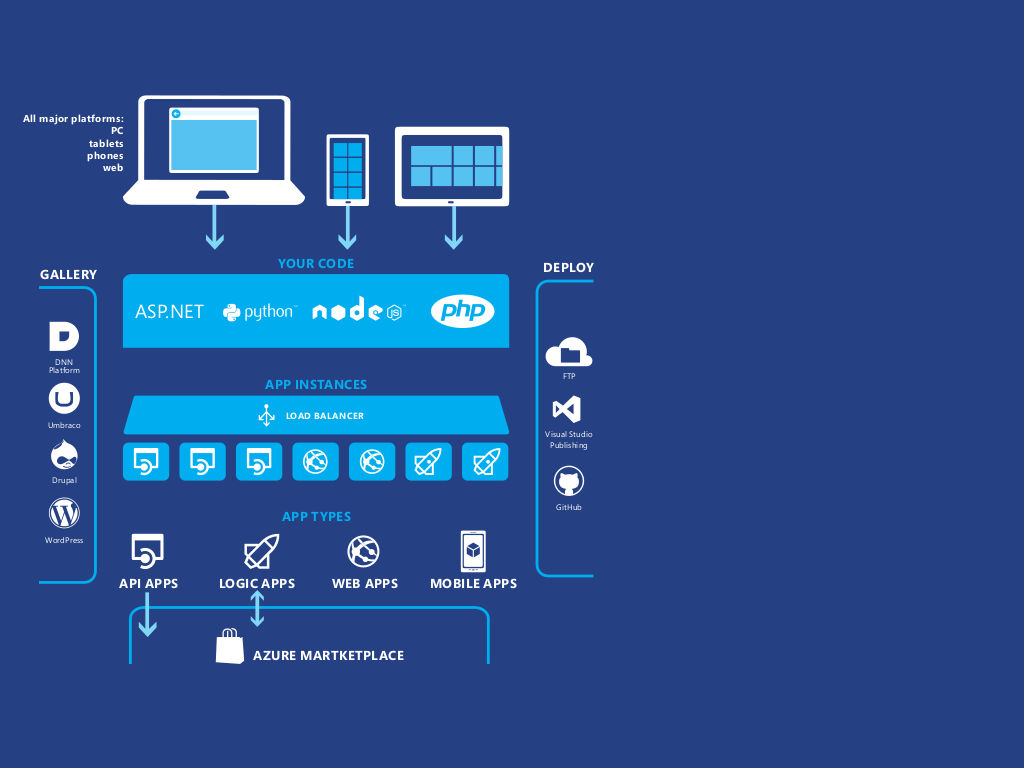 All major platforms:
PC
tablets
phones
web
YOUR CODE
GALLERY
DEPLOY
ASP.NET
python™
node
JS
php
DNN
Platform
Umbraco
Drupal
WordPress
FTP
Visual Studio
Publishing
GitHub
APP INSTANCES
LOAD BALANCER
APP TYPES
API APPS
LOGIC APPS
WEB APPS
MOBILE APPS
AZURE MARTKETPLACE